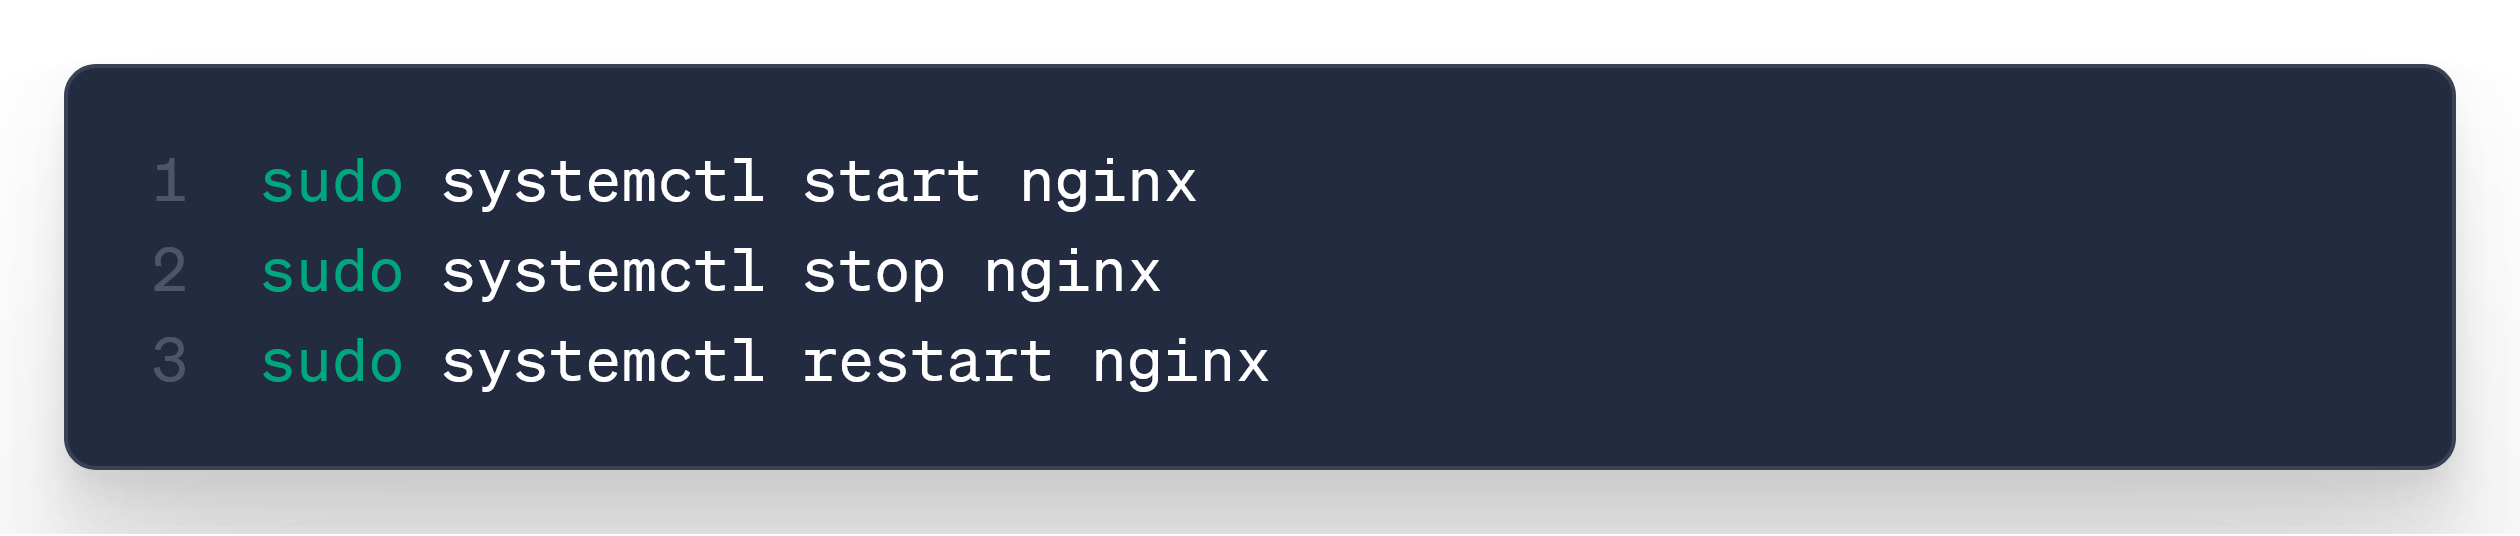 1 sudo systemctl start nginx
2 sudo systemctl stop nginx
3 sudo systemctl restart nginx